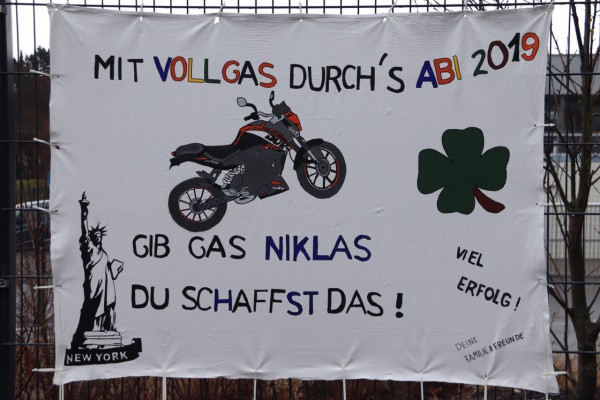 MIT VOLLGAS DURCH'S ABI 2019
GIB GAS NIKLAS
DU SCHAFFST DAS!
VIEL
ERFOLG!
NEW YORK
DEINE
FAMILIE & FREUNDE